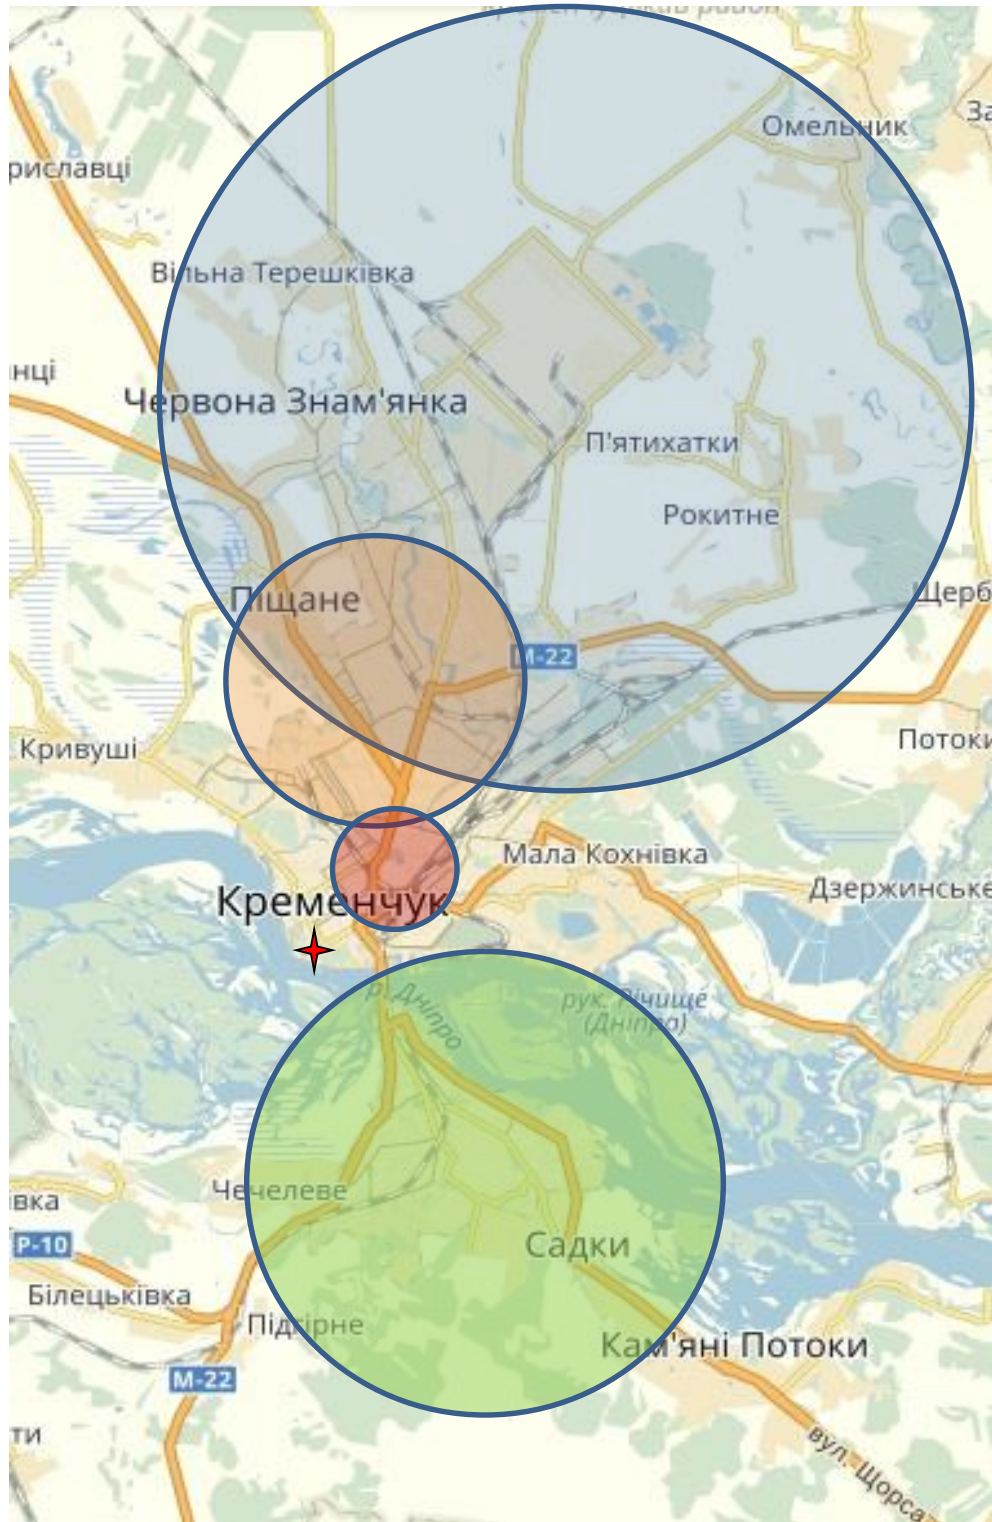 Омельник
За
риславці
Вільна Терешківка
нці
Червона Знам'янка
П'ятихатки
Рокитне
Піщане
Щерб
М-22
Кривуші
Потоки
Мала Кохнівка
Дзержинське
Кременчук
р. Дніпро
рук. Річище
(Дніпро)
Чечелеве
вка
Р-10
Садки
Білецьківка
Підгірне
Кам'яні Потоки
М-22
ти
вул. Щорса